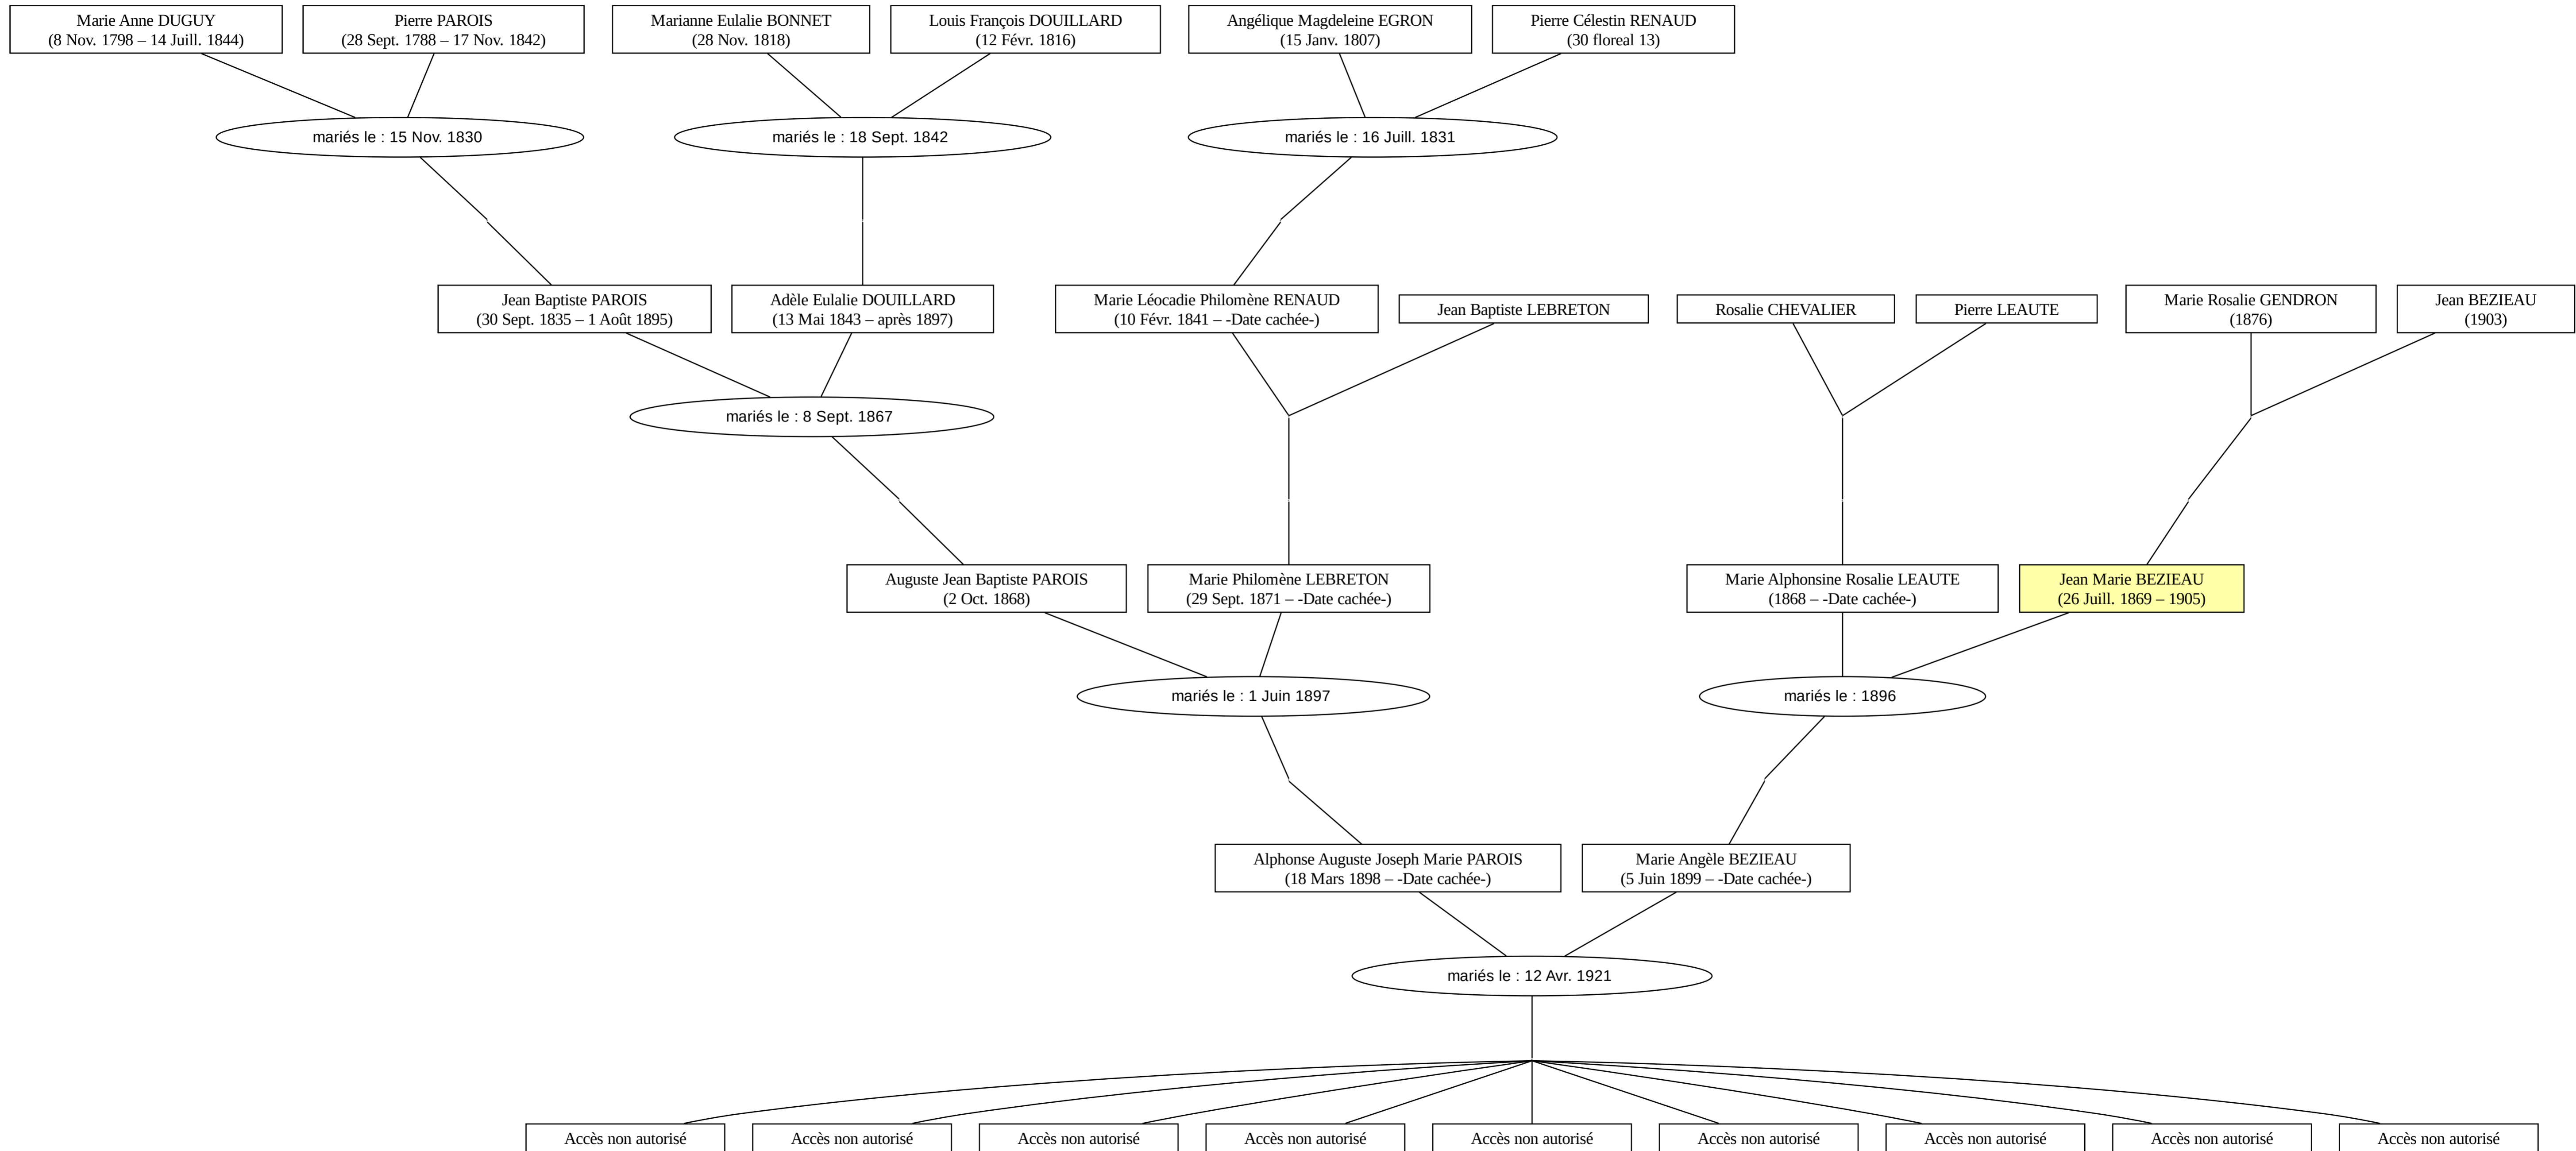 Marie Anne DUGUY
(8 Nov. 1798 – 14 Juill. 1844)
Pierre PAROIS
(28 Sept. 1788 – 17 Nov. 1842)
Marianne Eulalie BONNET
(28 Nov. 1818)
Louis François DOUILLARD
(12 Févr. 1816)
Angélique Magdeleine EGRON
(15 Janv. 1807)
Pierre Célestin RENAUD
(30 floreal 13)
mariés le : 15 Nov. 1830
mariés le : 18 Sept. 1842
mariés le : 16 Juill. 1831
Jean Baptiste PAROIS
(30 Sept. 1835 – 1 Août 1895)
Adèle Eulalie DOUILLARD
(13 Mai 1843 – après 1897)
Marie Léocadie Philomène RENAUD
(10 Févr. 1841 – -Date cachée-)
Jean Baptiste LEBRETON
Rosalie CHEVALIER
Pierre LEAUTE
Marie Rosalie GENDRON
(1876)
Jean BEZIEAU
(1903)
mariés le : 8 Sept. 1867
Auguste Jean Baptiste PAROIS
(2 Oct. 1868)
Marie Philomène LEBRETON
(29 Sept. 1871 – -Date cachée-)
Marie Alphonsine Rosalie LEAUTE
(1868 – -Date cachée-)
Jean Marie BEZIEAU
(26 Juill. 1869 – 1905)
mariés le : 1 Juin 1897
mariés le : 1896
Alphonse Auguste Joseph Marie PAROIS
(18 Mars 1898 – -Date cachée-)
Marie Angèle BEZIEAU
(5 Juin 1899 – -Date cachée-)
mariés le : 12 Avr. 1921
Accès non autorisé
Accès non autorisé
Accès non autorisé
Accès non autorisé
Accès non autorisé
Accès non autorisé
Accès non autorisé
Accès non autorisé
Accès non autorisé